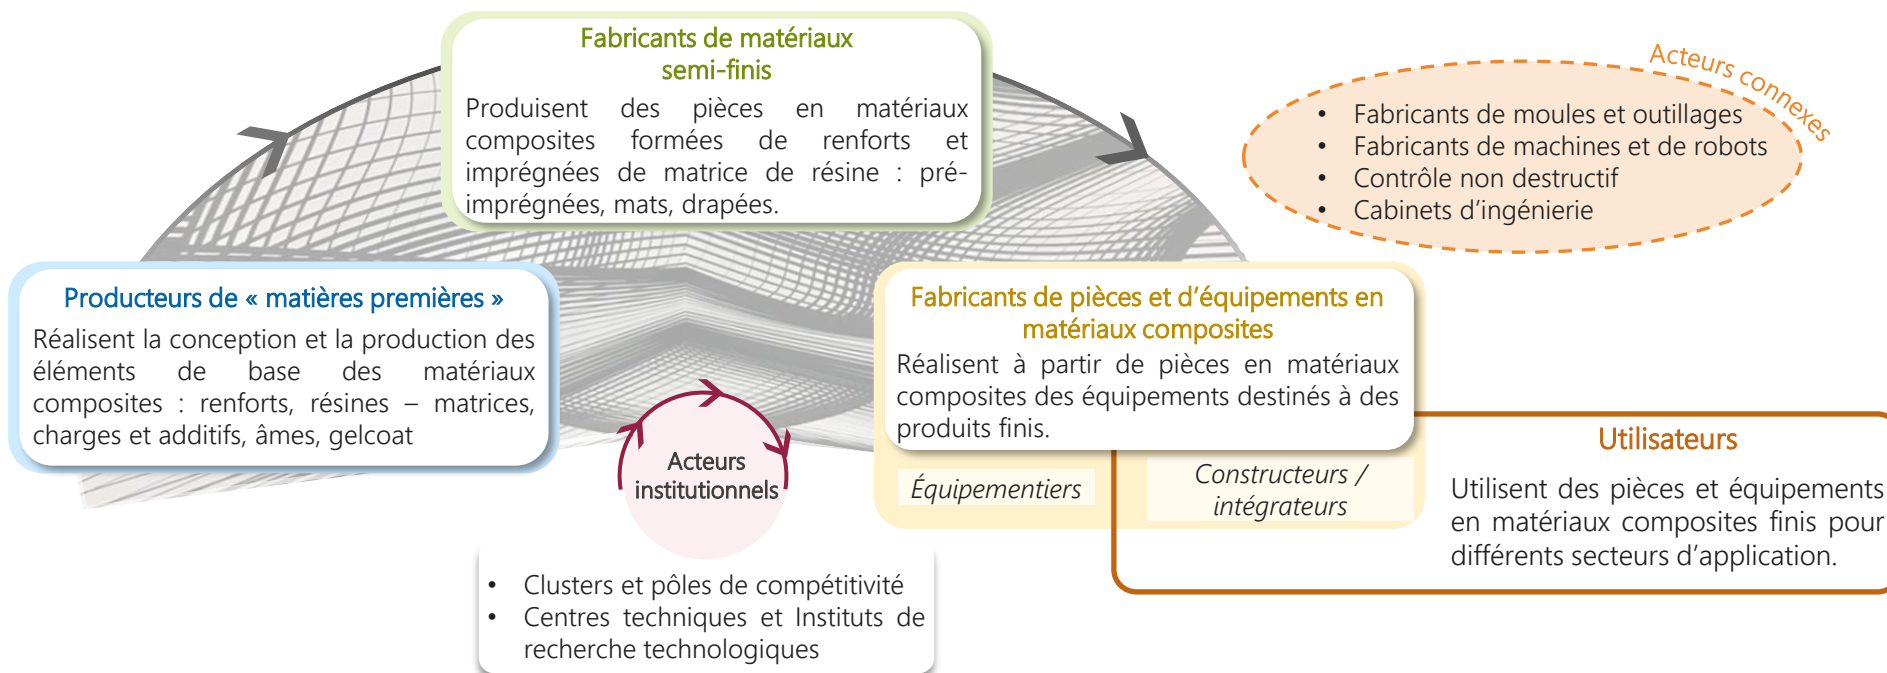 Fabricants de matériaux
semi-finis
Produisent des pièces en matériaux
composites formées de renforts et
imprégnées de matrice de résine : pré-
imprégnées, mats, drapées.
Acteurs connexes
• Fabricants de moules et outillages
• Fabricants de machines et de robots
• Contrôle non destructif
• Cabinets d’ingénierie
Producteurs de « matières premières »
Réalisent la conception et la production des
éléments de base des matériaux
composites : renforts, résines – matrices,
charges et additifs, âmes, gelcoat
Fabricants de pièces et d’équipements en
matériaux composites
Réalisent à partir de pièces en matériaux
composites des équipements destinés à des
produits finis.
Équipementiers
Constructeurs /
intégrateurs
Utilisateurs
Utilisent des pièces et équipements
en matériaux composites finis pour
différents secteurs d’application.
Acteurs
institutionnels
• Clusters et pôles de compétitivité
• Centres techniques et Instituts de
recherche technologiques